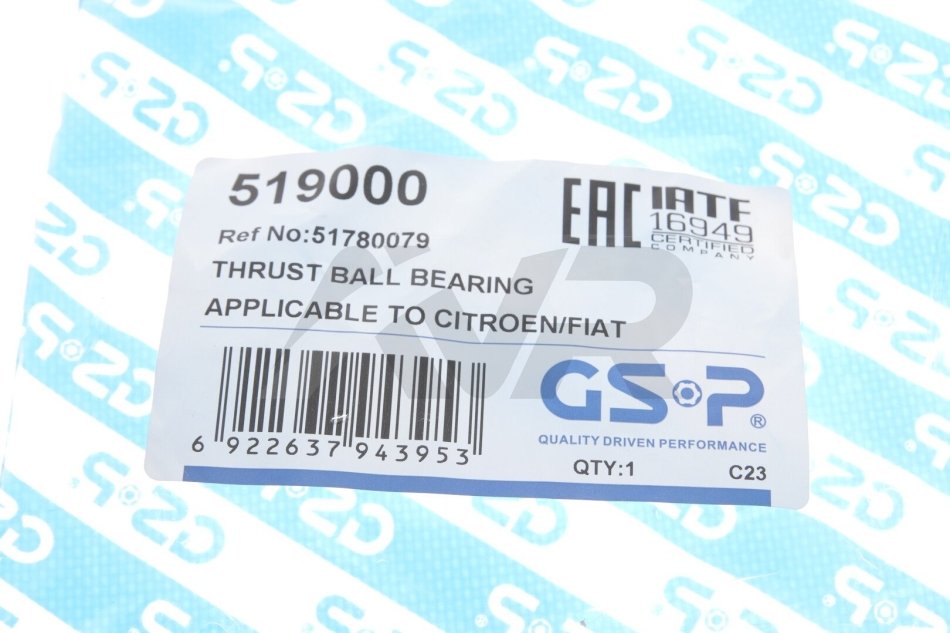 519000
Ref No:51780079
THRUST BALL BEARING
APPLICABLE TO CITROEN/FIAT
EAC
IATF
16949
CERTIFIED
COMPANY
6 922637 943953
GSP®
QUALITY DRIVEN PERFORMANCE
QTY:1
C23